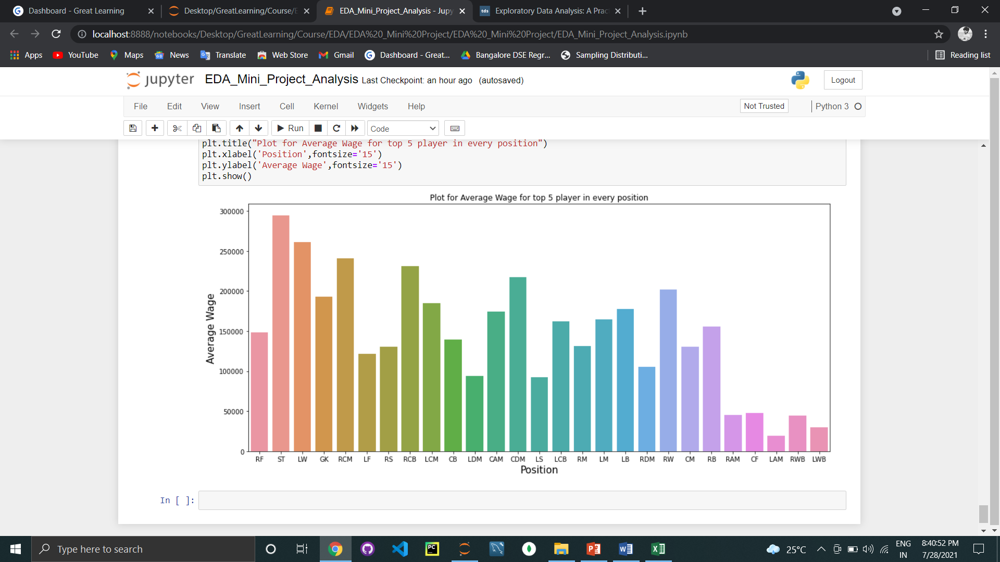 Dashboard - Great Learning
Desktop/GreatLearning/Course/E
EDA_Mini_Project_Analysis - Jupy
tds Exploratory Data Analysis: A Prac
localhost:8888/notebooks/Desktop/GreatLearning/Course/EDA/EDA%20_Mini%20Project/EDA%20_Mini%20Project/EDA_Mini_Project_Analysis.ipynb
Apps YouTube Maps News Translate Web Store Gmail Dashboard - Great... Bangalore DSE Regr... Sampling Distributi... Reading list
jupyter EDA_Mini_Project_Analysis Last Checkpoint: an hour ago (autosaved) Logout
File Edit View Insert Cell Kernel Widgets Help Not Trusted Python 3
Run Code
plt.title("Plot for Average Wage for top 5 player in every position")
plt.xlabel('Position',fontsize='15')
plt.ylabel('Average Wage',fontsize='15')
plt.show()
Plot for Average Wage for top 5 player in every position
300000
250000
200000
150000
100000
50000
0
Average Wage
RF ST LW GK RCM LF RS RCB LCM CB LDM CAM CDM LS LCB RM LM LB RDM RW CM RB RAM CF LAM RWB LWB
Position
In [ ]:
Type here to search
PC
25°C
ENG
IN
8:40:52 PM
7/28/2021